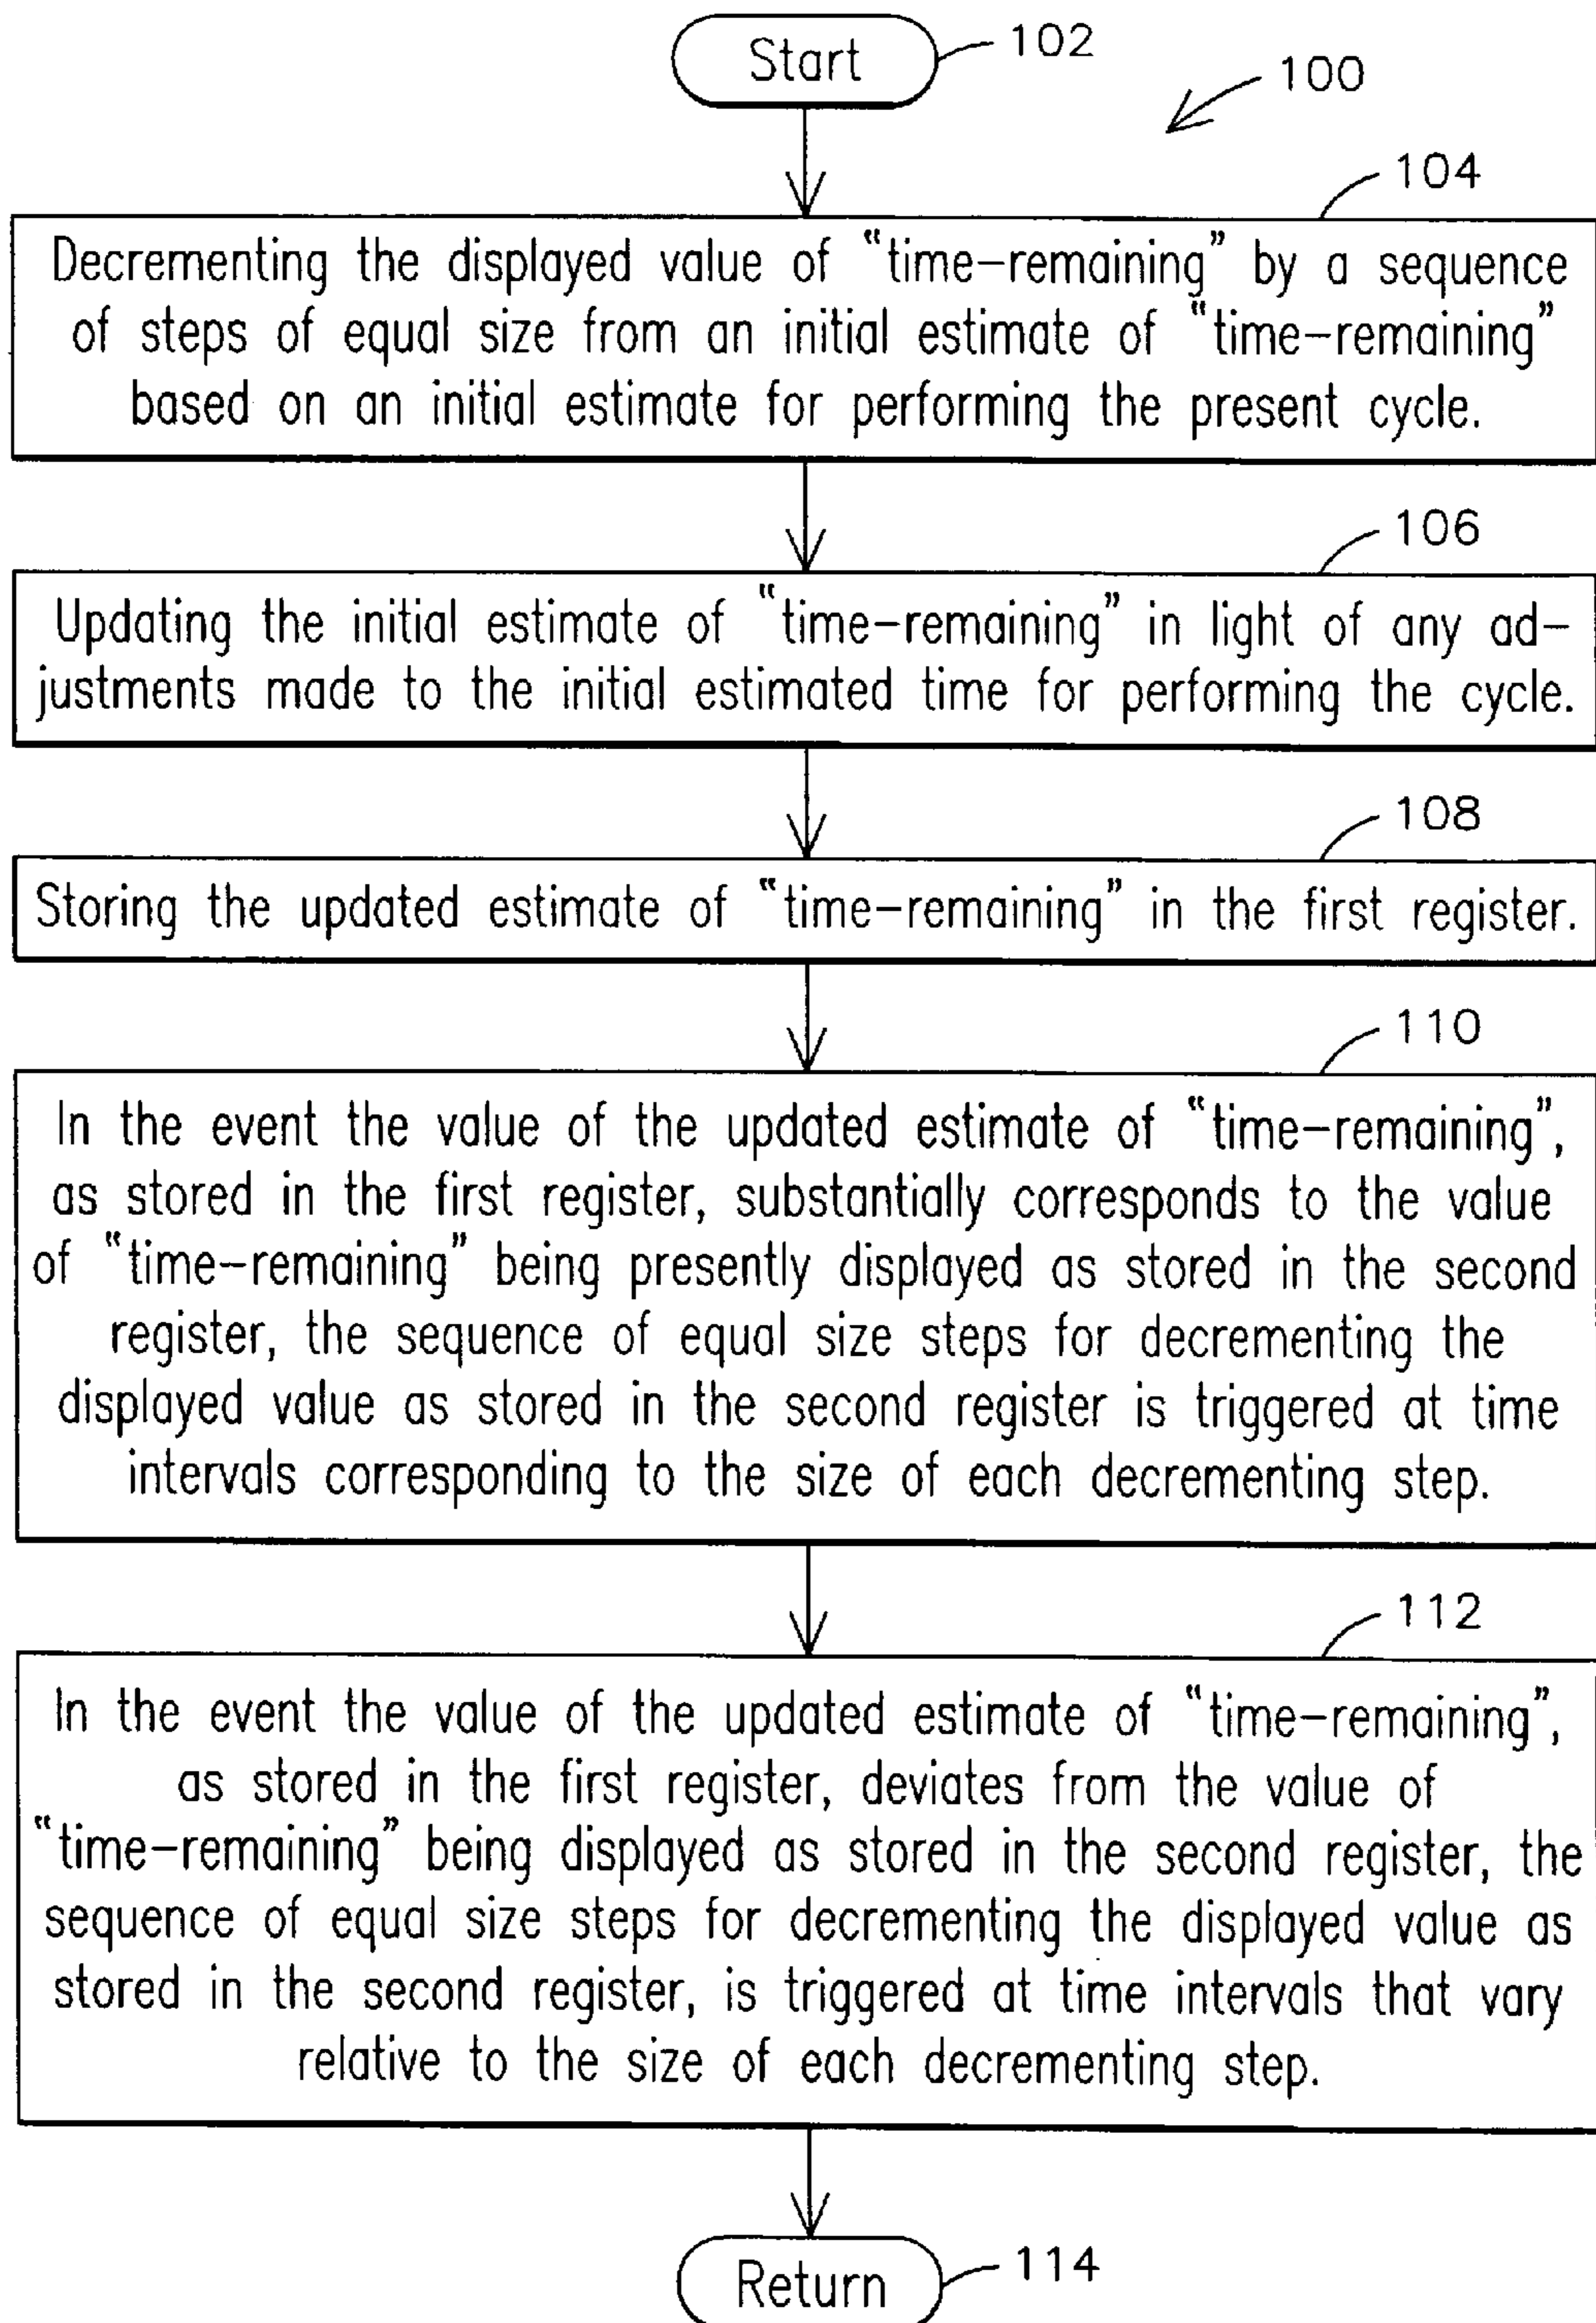 Start
102
100
104
Decrementing the displayed value of “time-remaining” by a sequence
of steps of equal size from an initial estimate of “time-remaining”
based on an initial estimate for performing the present cycle.
106
Updating the initial estimate of “time-remaining” in light of any ad-
justments made to the initial estimated time for performing the cycle.
108
Storing the updated estimate of “time-remaining” in the first register.
110
In the event the value of the updated estimate of “time-remaining”,
as stored in the first register, substantially corresponds to the value
of “time-remaining” being presently displayed as stored in the second
register, the sequence of equal size steps for decrementing the
displayed value as stored in the second register is triggered at time
intervals corresponding to the size of each decrementing step.
112
In the event the value of the updated estimate of “time-remaining”,
as stored in the first register, deviates from the value of
“time-remaining” being displayed as stored in the second register, the
sequence of equal size steps for decrementing the displayed value as
stored in the second register, is triggered at time intervals that vary
relative to the size of each decrementing step.
Return
114